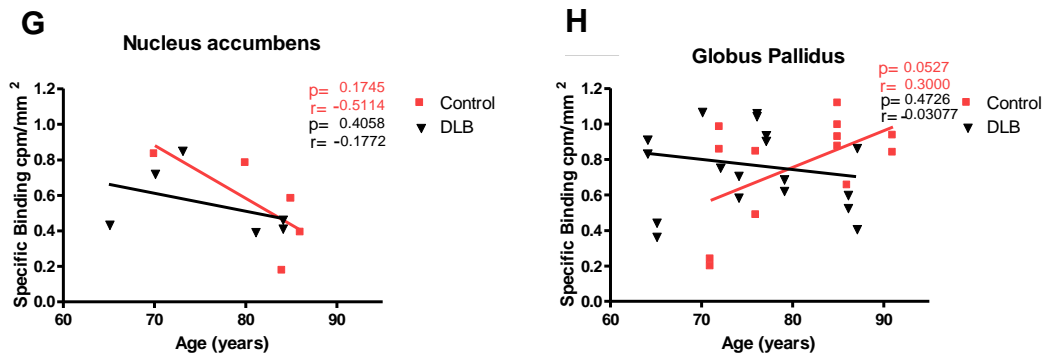 G
Nucleus accumbens
p= 0.1745
r= -0.5114
p= 0.4058
r= -0.1772
Control
DLB
Specific Binding cpm/mm 2
1.2
1.0
0.8
0.6
0.4
0.2
0.0
60 70 80 90
Age (years)
H
Globus Pallidus
p= 0.0527
r= 0.3000
p= 0.4726
r= -0.03077
Control
DLB
Specific Binding cpm/mm 2
1.2
1.0
0.8
0.6
0.4
0.2
0.0
60 70 80 90
Age (years)